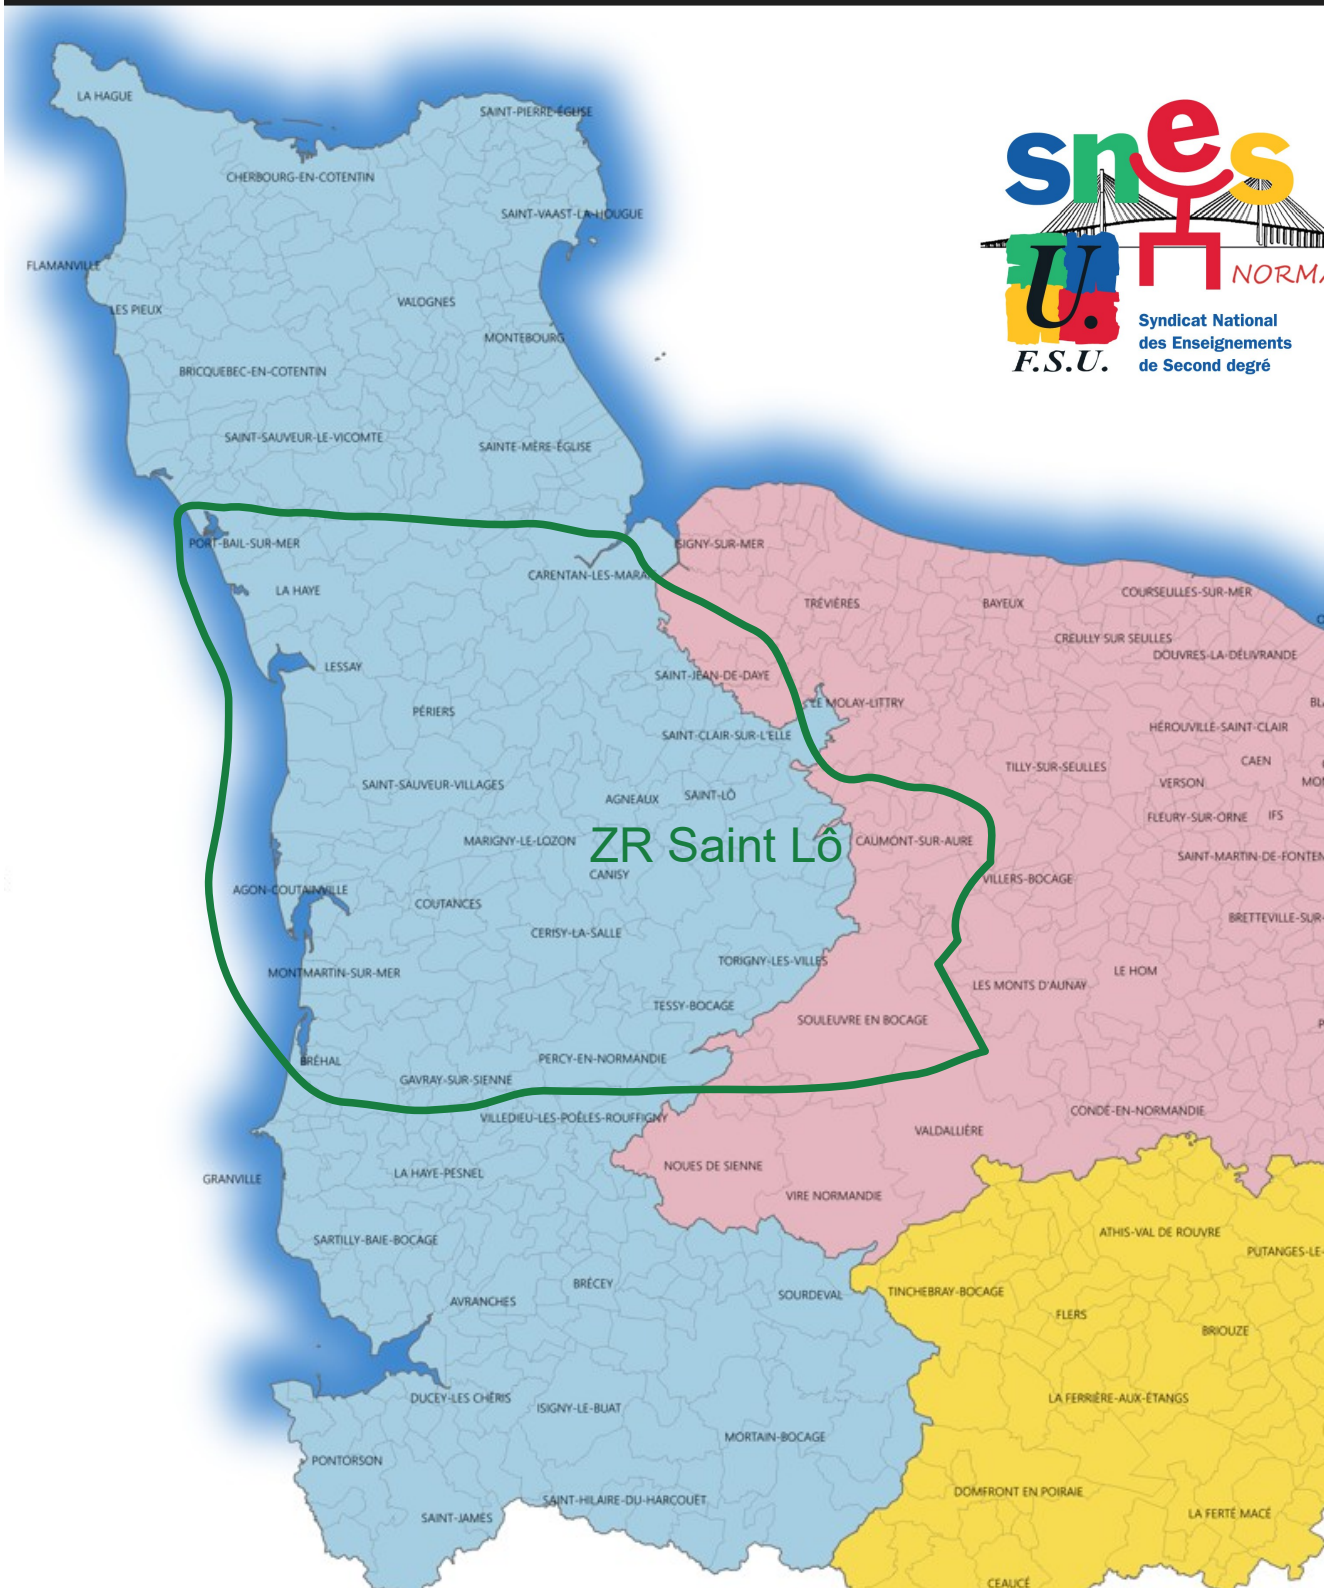 LA HAGUE
SAINT-PIERRE-ÉGLISE
CHERBOURG-EN-COTENTIN
SAINT-VAAST-LA-HOUGUE
FLAMANVILLE
LES PIEUX
VALOGNES
MONTEBOURG
BRICQUEBEC-EN-COTENTIN
SAINT-SAUVEUR-LE-VICOMTE
SAINTE-MÈRE-ÉGLISE
snes
U.
F.S.U.
NORMA
Syndicat National
des Enseignements
de Second degré
PORT-BAIL-SUR-MER
ISIGNY-SUR-MER
CARENTAN-LES-MARAIS
LA HAYE
TRÉVIÈRES
BAYEUX
COURSEULLES-SUR-MER
CREULLY SUR SEULLES
DOUVRES-LA-DÉLIVRANDE
LESSAY
SAINT-JEAN-DE-DAYE
LE MOLAY-LITTRY
BL
PÉRIERS
SAINT-CLAIR-SUR-L'ELLE
HÉROUVILLE-SAINT-CLAIR
TILLY-SUR-SEULLES
CAEN
SAINT-SAUVEUR-VILLAGES
AGNEAUX
SAINT-LÔ
VERSON
MON
FLEURY-SUR-ORNE
IFS
MARIGNY-LE-LOZON
ZR Saint Lô
CAUMONT-SUR-AURE
SAINT-MARTIN-DE-FONTEN
CANISY
VILLERS-BOCAGE
AGON-COUTAINVILLE
COUTANCES
BRETTEVILLE-SUR-
CERISY-LA-SALLE
TORIGNY-LES-VILLES
MONTMARTIN-SUR-MER
LE HOM
LES MONTS D'AUNAY
TESSY-BOCAGE
SOULEUVRE EN BOCAGE
BRÉHAL
PERCY-EN-NORMANDIE
GAVRAY-SUR-SIENNE
VILLEDIEU-LES-POÊLES-ROUFFIGNY
CONDÉ-EN-NORMANDIE
VALDALLIÈRE
GRANVILLE
LA HAYE-PESNEL
NOUES DE SIENNE
VIRE NORMANDIE
SARTILLY-BAIE-BOCAGE
ATHIS-VAL DE ROUVRE
PUTANGES-LE-
BRÉCEY
AVRANCHES
SOURDEVAL
TINCHEBRAY-BOCAGE
FLERS
BRIOUZE
DUCEY-LES CHÉRIS
ISIGNY-LE-BUAT
LA FERRIÈRE-AUX-ÉTANGS
MORTAIN-BOCAGE
PONTORSON
SAINT-HILAIRE-DU-HARCOUËT
DOMFRONT EN POIRAIE
SAINT-JAMES
LA FERTÉ MACÉ
CEAUCÉ